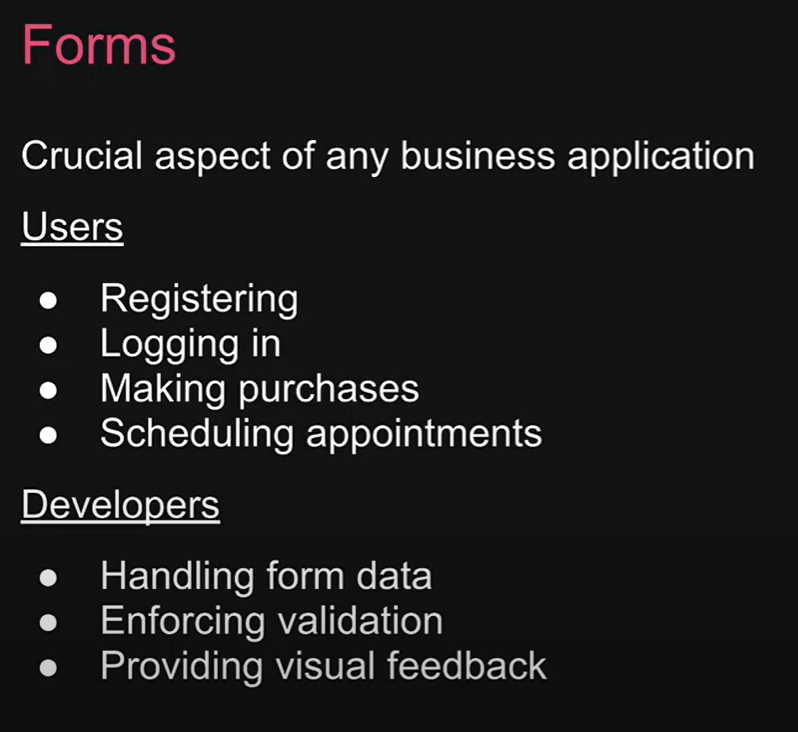 Forms
Crucial aspect of any business application
Users
● Registering
● Logging in
● Making purchases
● Scheduling appointments
Developers
● Handling form data
● Enforcing validation
● Providing visual feedback